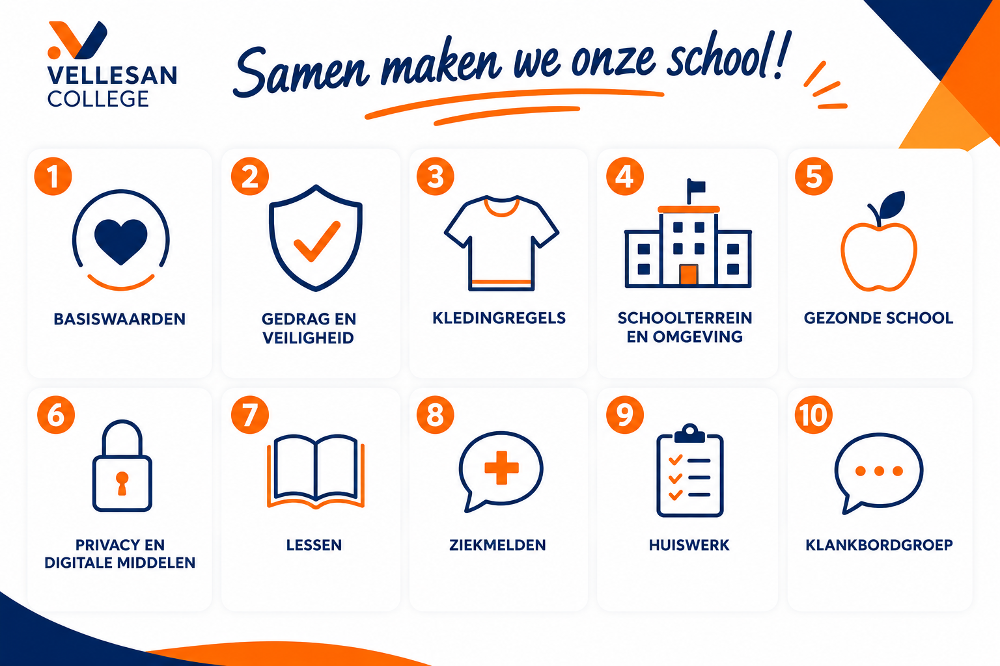 VELLESAN
COLLEGE
Samen maken we onze school!
1
BASISWAARDEN
2
GEDRAG EN
VEILIGHEID
3
KLEDINGREGELS
4
SCHOOLTERREIN
EN OMGEVING
5
GEZONDE SCHOOL
6
PRIVACY EN
DIGITALE MIDDELEN
7
LESSEN
8
ZIEKMELDEN
9
HUISWERK
10
KLANKBORDGROEP